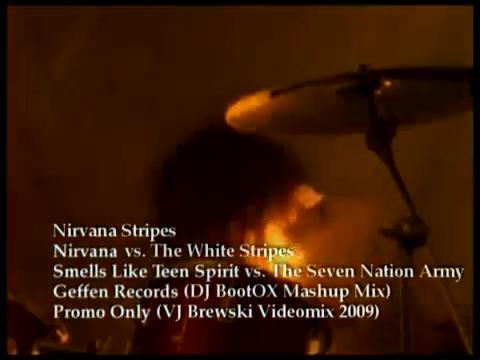 Nirvana Stripes
Nirvana vs. The White Stripes
Smells Like Teen Spirit vs. The Seven Nation Army
Geffen Records (DJ BootOX Mashup Mix)
Promo Only (VJ Brewski Videomix 2009)